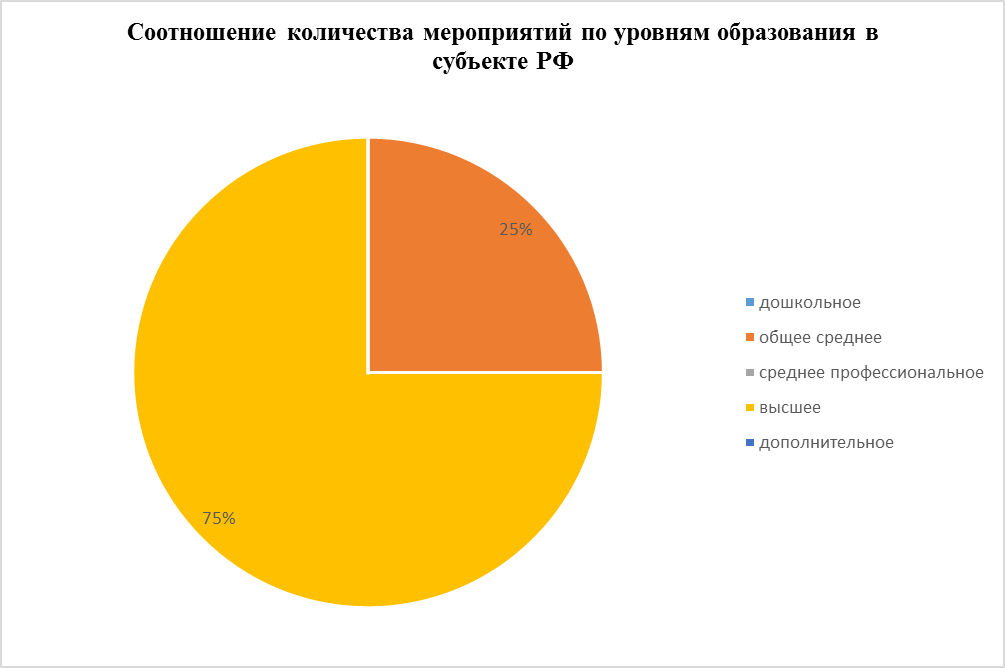 Соотношение количества мероприятий по уровням образования в
субъекте РФ
25%
75%
дошкольное
общее среднее
среднее профессиональное
высшее
дополнительное